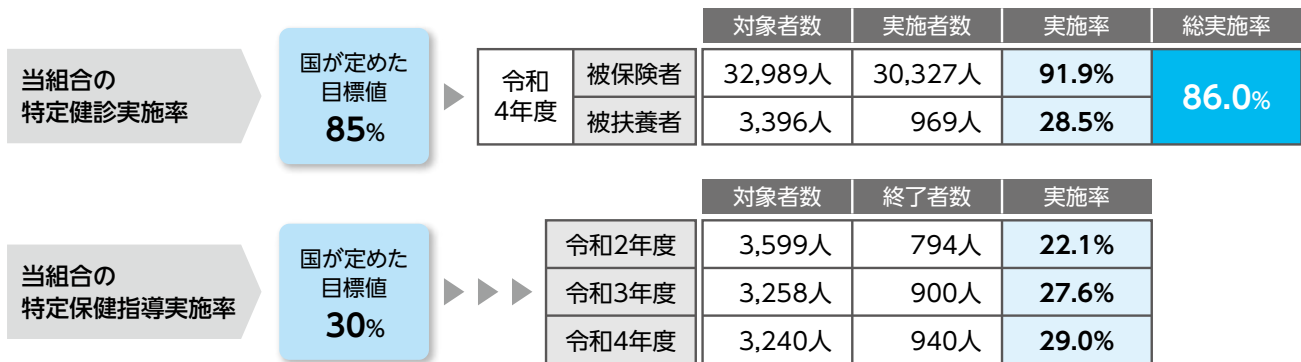 対象者数 実施者数 実施率 総実施率
当組合の
特定健診実施率
国が定めた
目標値
85%
令和
4年度
被保険者 32,989人 30,327人 91.9%
被扶養者 3,396人 969人 28.5%
86.0%
対象者数 終了者数 実施率
当組合の
特定保健指導実施率
国が定めた
目標値
30%
令和2年度 3,599人 794人 22.1%
令和3年度 3,258人 900人 27.6%
令和4年度 3,240人 940人 29.0%